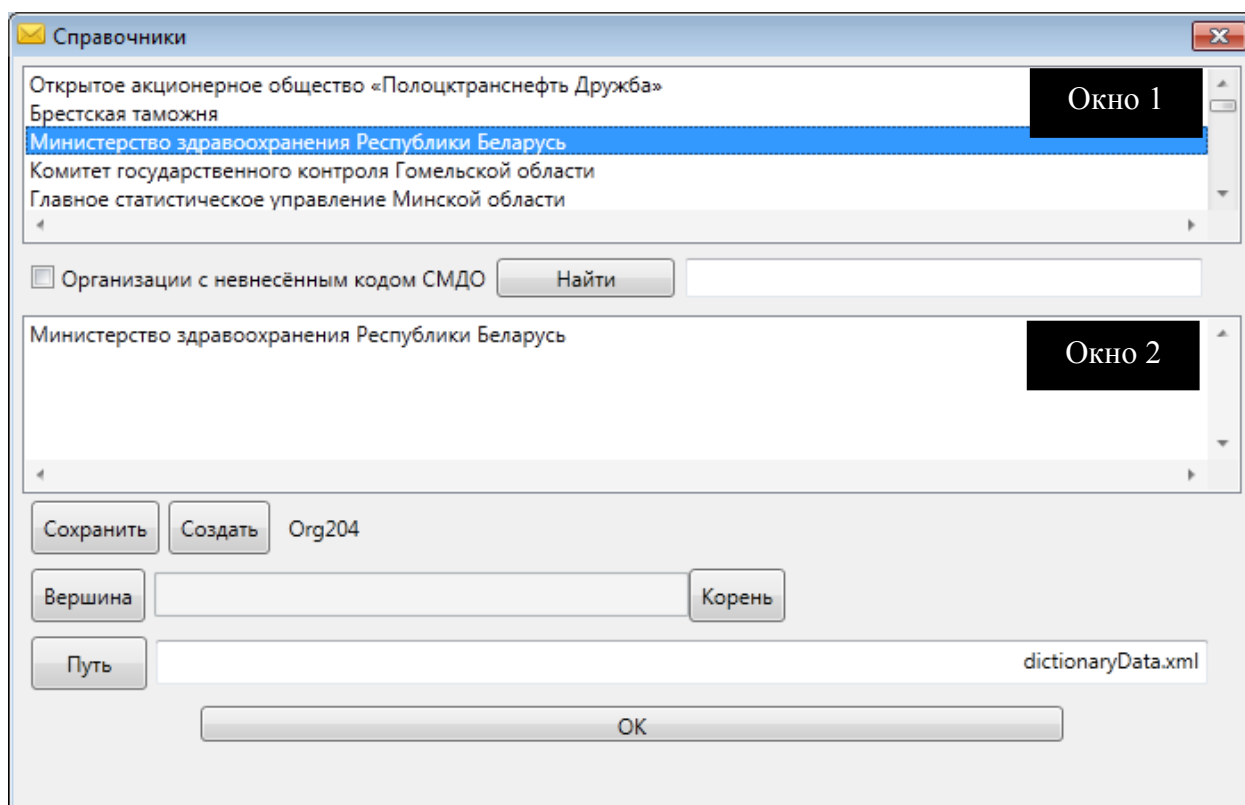 Справочники
Открытое акционерное общество «Полоцктранснефть Дружба»
Окно 1
Брестская таможня
Министерство здравоохранения Республики Беларусь
Комитет государственного контроля Гомельской области
Главное статистическое управление Минской области
Организации с невнесённым кодом СМДО
Найти
Министерство здравоохранения Республики Беларусь
Окно 2
Сохранить
Создать
Org204
Вершина
Корень
Путь
dictionaryData.xml
ОК